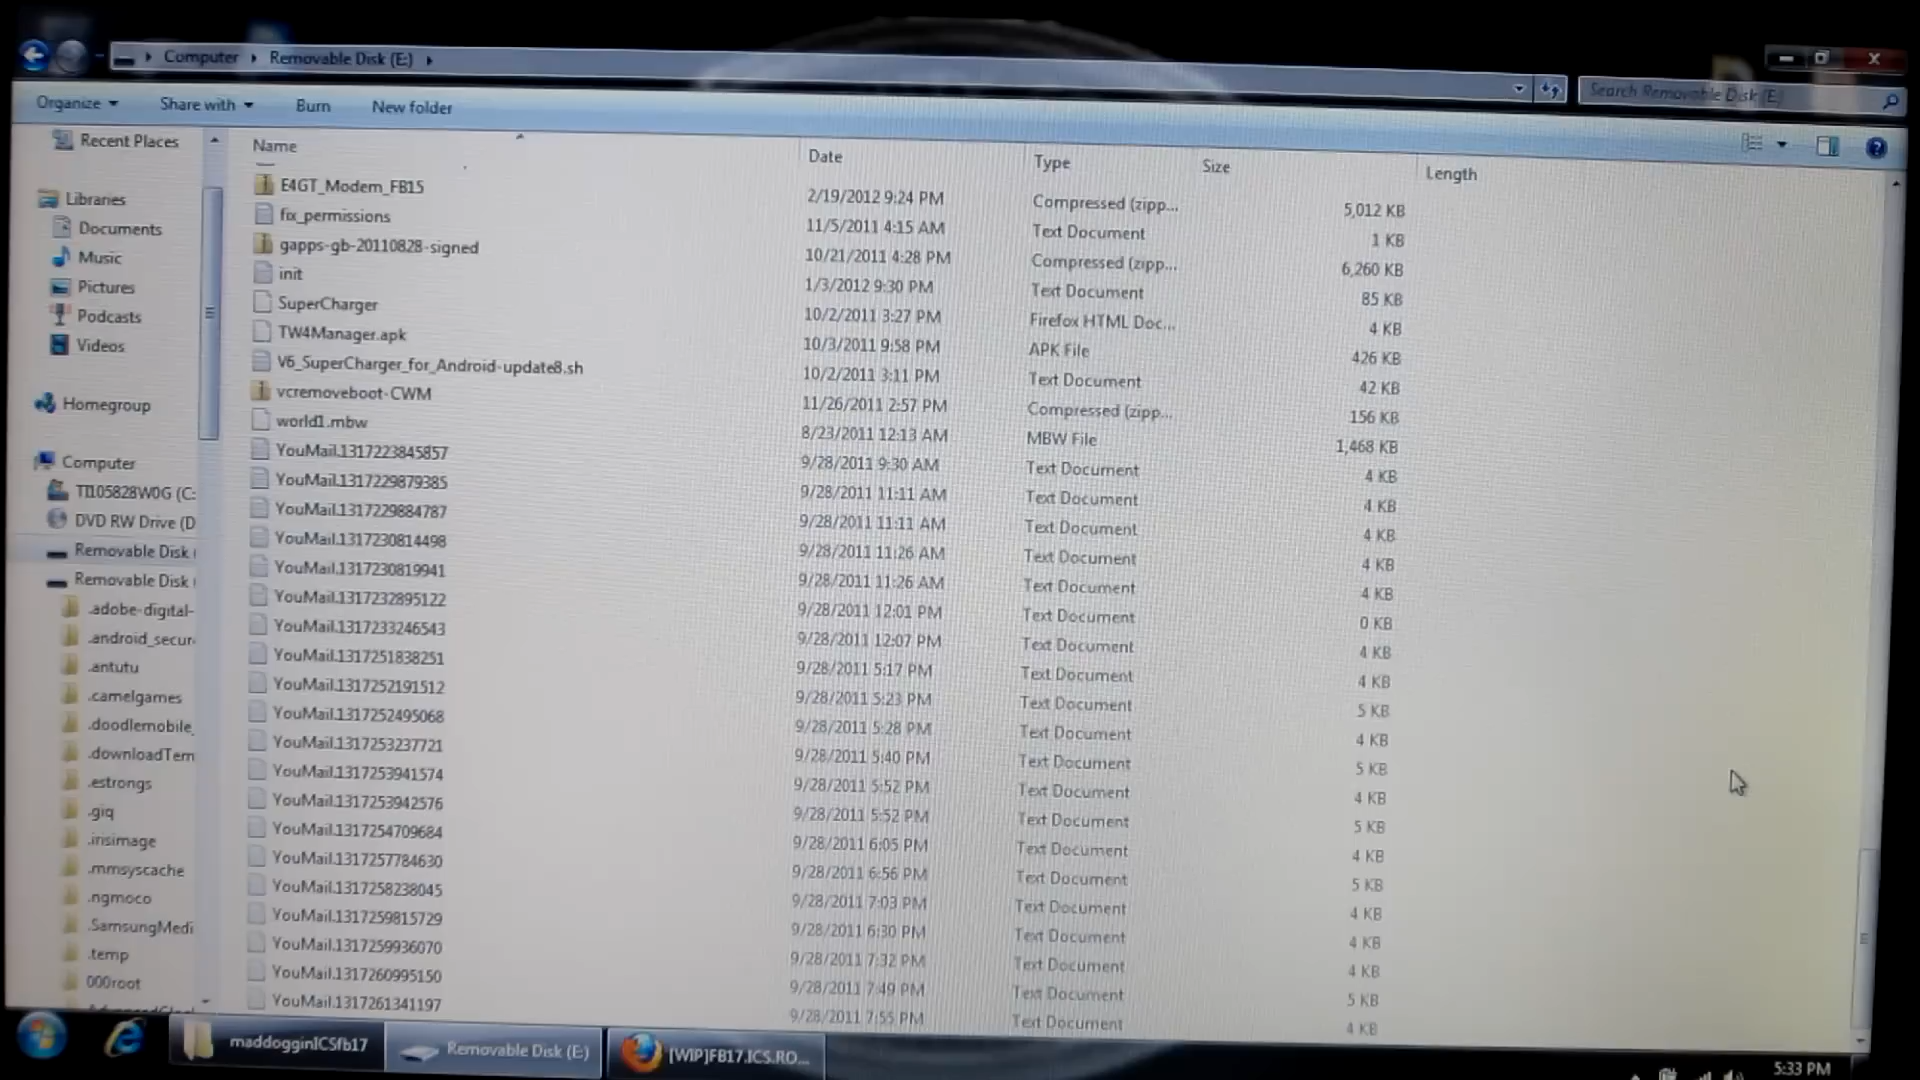 Computer ▸ Removable Disk (E:) ▸
Search Removable Disk (E:)
Organize Share with Burn New folder
Name Date Type Size Length
E4GT_Modem_FB15 2/19/2012 9:24 PM Compressed (zipp... 5,012 KB
fix_permissions 11/5/2011 4:15 AM Text Document 1 KB
gapps-gb-20110828-signed 10/21/2011 4:28 PM Compressed (zipp... 6,260 KB
init 1/3/2012 9:30 PM Text Document 85 KB
SuperCharger 10/2/2011 3:27 PM Firefox HTML Doc... 4 KB
TW4Manager.apk 10/3/2011 9:58 PM APK File 426 KB
V6_SuperCharger_for_Android-update8.sh 10/2/2011 3:11 PM Text Document 42 KB
vcremoveboot-CWM 11/26/2011 2:57 PM Compressed (zipp... 156 KB
world1.mbw 8/23/2011 12:13 AM MBW File 1,468 KB
YouMail.1317223845857 9/28/2011 9:30 AM Text Document 4 KB
YouMail.1317229879385 9/28/2011 11:11 AM Text Document 4 KB
YouMail.1317229884787 9/28/2011 11:11 AM Text Document 4 KB
YouMail.1317230814498 9/28/2011 11:26 AM Text Document 4 KB
YouMail.1317230819941 9/28/2011 11:26 AM Text Document 4 KB
YouMail.1317232895122 9/28/2011 12:01 PM Text Document 0 KB
YouMail.1317233246543 9/28/2011 12:07 PM Text Document 4 KB
YouMail.1317251838251 9/28/2011 5:17 PM Text Document 4 KB
YouMail.1317252191512 9/28/2011 5:23 PM Text Document 5 KB
YouMail.1317252495068 9/28/2011 5:28 PM Text Document 4 KB
YouMail.1317253237721 9/28/2011 5:40 PM Text Document 5 KB
YouMail.1317253941574 9/28/2011 5:52 PM Text Document 4 KB
YouMail.1317253942576 9/28/2011 5:52 PM Text Document 5 KB
YouMail.1317254709684 9/28/2011 6:05 PM Text Document 4 KB
YouMail.1317257784630 9/28/2011 6:56 PM Text Document 5 KB
YouMail.1317258238045 9/28/2011 7:03 PM Text Document 4 KB
YouMail.1317259815729 9/28/2011 6:30 PM Text Document 4 KB
YouMail.1317259936070 9/28/2011 7:32 PM Text Document 4 KB
YouMail.1317260995150 9/28/2011 7:49 PM Text Document 5 KB
YouMail.1317261341197 9/28/2011 7:55 PM Text Document 4 KB
Recent Places
Libraries
Documents
Music
Pictures
Podcasts
Videos
Homegroup
Computer
TI105828W0G (C:
DVD RW Drive (D
Removable Disk (
Removable Disk (
.adobe-digital-
.android_secur
.antutu
.camelgames
.doodlemobile_
.downloadTem
.estrongs
.giq
.irisimage
.mmsyscache
.ngmoco
.SamsungMedi
.temp
000root
maddogginICSfb17
Removable Disk (E:)
[WIP]FB17.ICS.RO...
5:33 PM